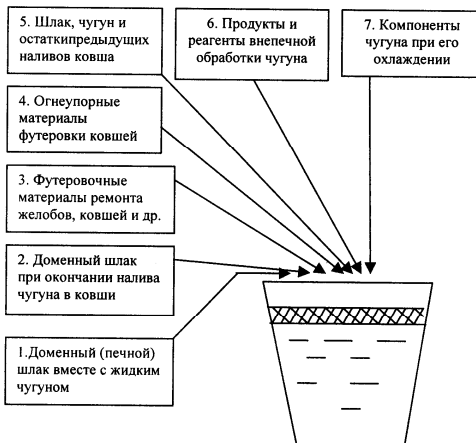 5. Шлак, чугун и
остаткипредыдущих
наливов ковша
6. Продукты и
реагенты внепечной
обработки чугуна
7. Компоненты
чугуна при его
охлаждении
4. Огнеупорные
материалы
футеровки ковшей
3. Футеровочные
материалы ремонта
желобов, ковшей и др.
2. Доменный шлак
при окончании налива
чугуна в ковши
1.Доменный (печной)
шлак вместе с жидким
чугуном